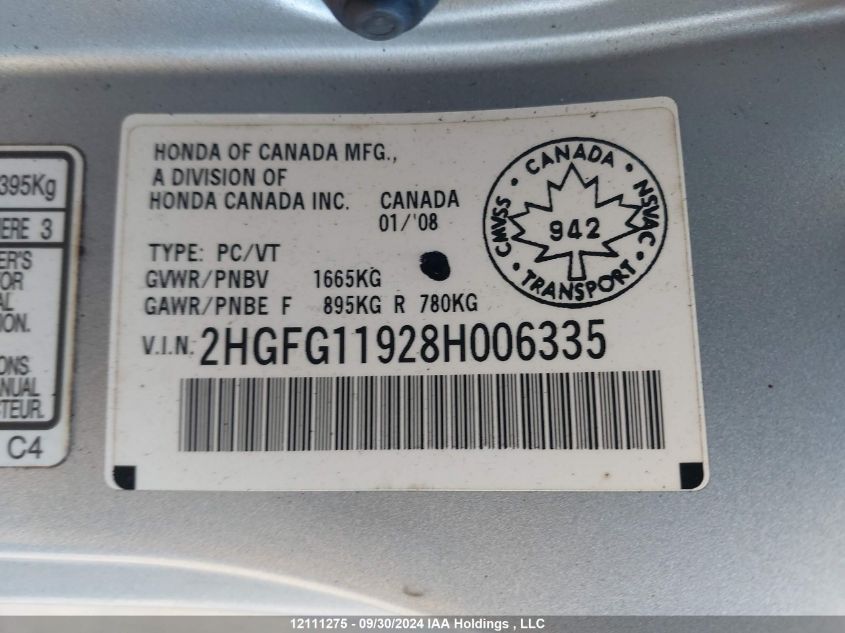 HONDA OF CANADA MFG.,
A DIVISION OF
HONDA CANADA INC. CANADA
01/'08
TYPE: PC/VT
GVWR/PNBV 1665KG
GAWR/PNBE F 895KG R 780KG
V.I.N. 2HGFG11928H006335
CANADA
CMVSS 942 NSVAC
TRANSPORT
395Kg
IERE 3
ER'S
OR
AL
ION.
ONS
NUAL
CTEUR.
C4
12111275 - 09/30/2024 IAA Holdings , LLC